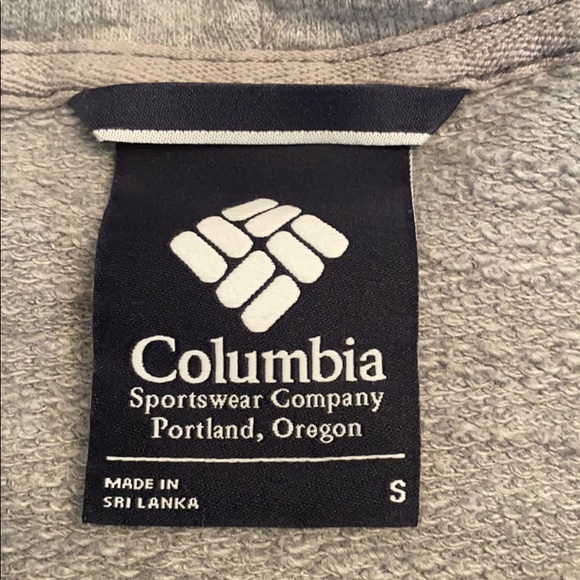 Columbia
Sportswear Company
Portland, Oregon
MADE IN
SRI LANKA
S